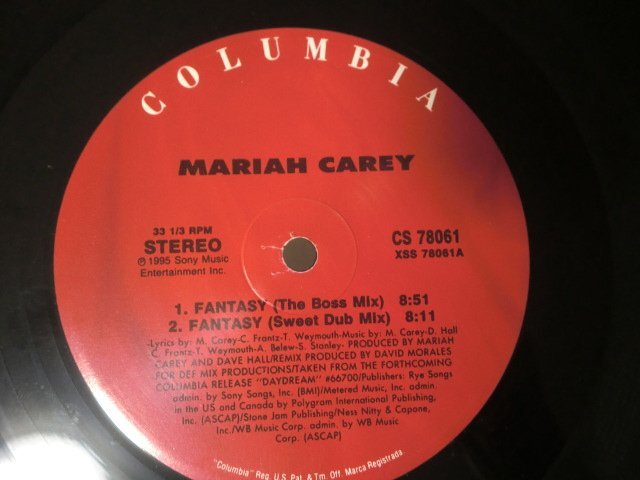 COLUMBIA
MARIAH CAREY
33 1/3 RPM
STEREO
℗ 1995 Sony Music
Entertainment Inc.
CS 78061
XSS 78061A
1. FANTASY (The Boss Mix) 8:51
2. FANTASY (Sweet Dub Mix) 8:11
-Lyrics by: M. Carey-C. Frantz-T. Weymouth-Music by: M. Carey-D. Hall
C. Frantz-T. Weymouth-A. Belew-S. Stanley- PRODUCED BY MARIAH
CAREY AND DAVE HALL/REMIX PRODUCED BY DAVID MORALES
FOR DEF MIX PRODUCTIONS/TAKEN FROM THE FORTHCOMING
COLUMBIA RELEASE "DAYDREAM" #66700/Publishers: Rye Songs
admin. by Sony Songs, Inc. (BMI)/Metered Music, Inc. admin.
in the US and Canada by Polygram International Publishing,
Inc. (ASCAP)/Stone Jam Publishing/Ness Nitty & Capone,
Inc./WB Music Corp. admin. by WB Music
Corp. (ASCAP)
"Columbia" Reg. U.S. Pat. & Tm. Off. Marca Registrada.